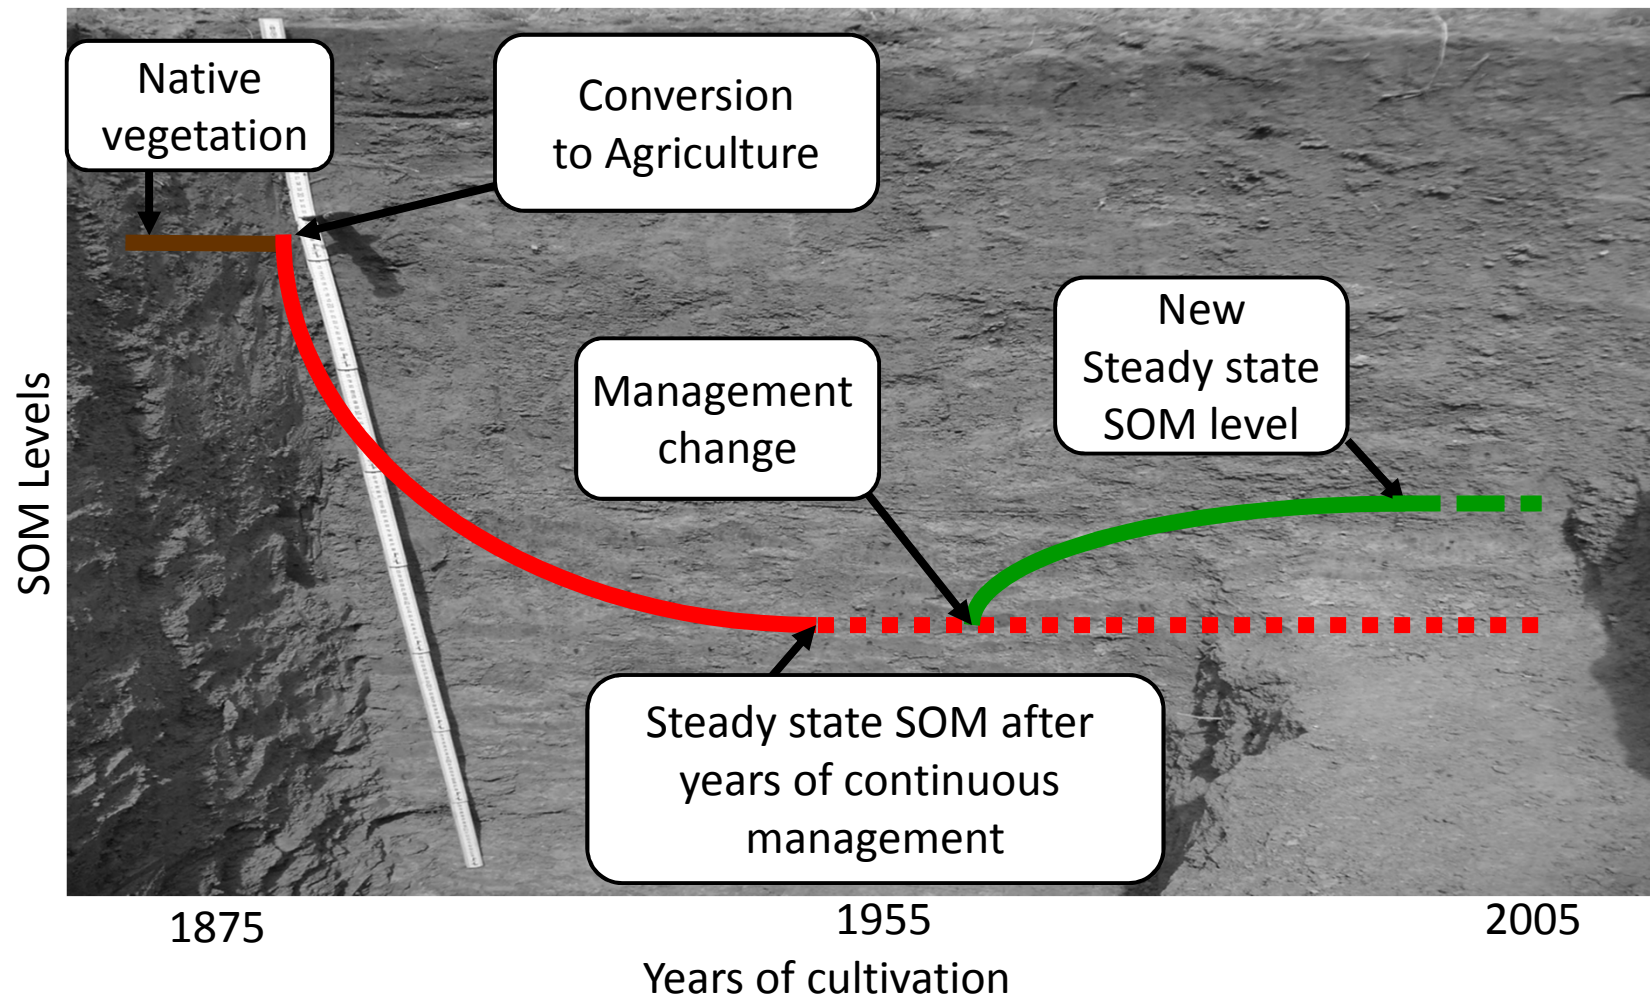 Native
vegetation
Conversion
to Agriculture
New
Steady state
SOM level
Management
change
Steady state SOM after
years of continuous
management
SOM Levels
1875
1955
2005
Years of cultivation